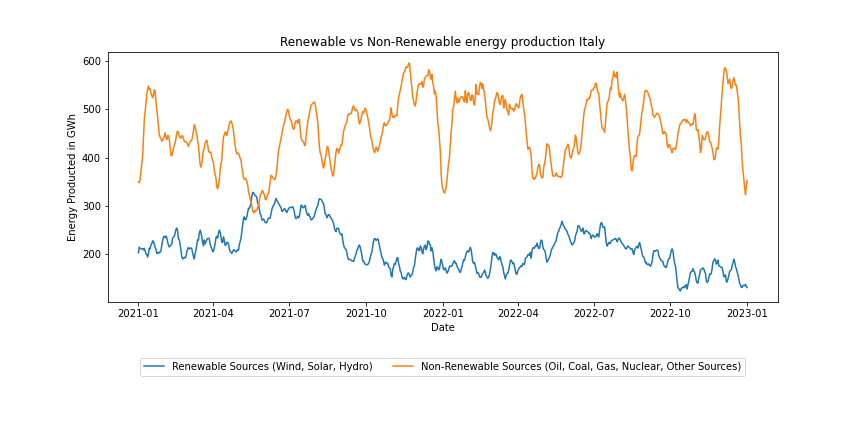 Renewable vs Non-Renewable energy production Italy
Energy Producted in GWh
600
500
400
300
200
2021-01 2021-04 2021-07 2021-10 2022-01 2022-04 2022-07 2022-10 2023-01
Date
Renewable Sources (Wind, Solar, Hydro) Non-Renewable Sources (Oil, Coal, Gas, Nuclear, Other Sources)